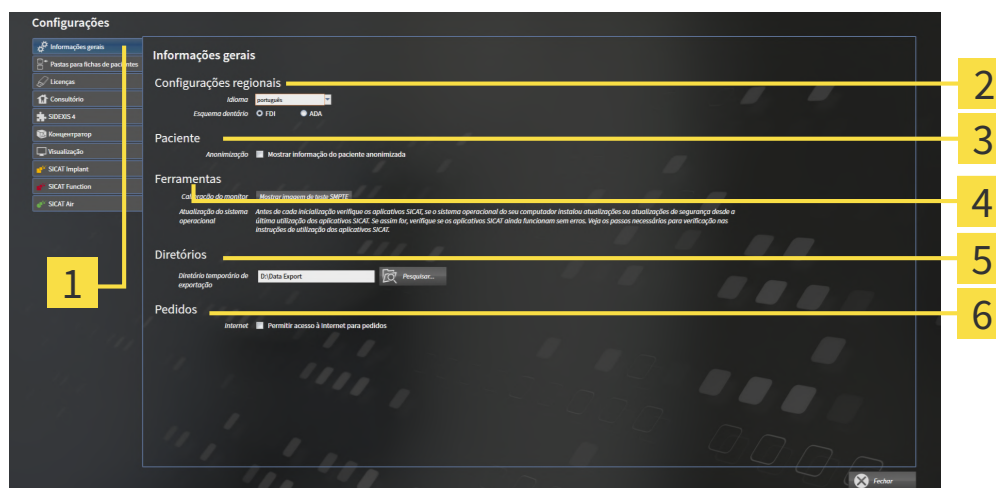 Configurações
Informações gerais
Pastas para fichas de pacientes
Licenças
Consultório
SIDEXIS 4
Концентратор
Visualização
SICAT Implant
SICAT Function
SICAT Air
1
Informações gerais
Configurações regionais
2
Idioma português
Esquema dentário FDI ADA
Paciente
3
Anonimização Mostrar informação do paciente anonimizada
Ferramentas
4
Calibração do monitor Mostrar imagem de teste SMPTE
Atualização do sistema operacional
Antes de cada inicialização verifique os aplicativos SICAT, se o sistema operacional do seu computador instalou atualizações ou atualizações de segurança desde a
última utilização dos aplicativos SICAT. Se assim for, verifique se os aplicativos SICAT ainda funcionam sem erros. Veja os passos necessários para verificação nas
instruções de utilização dos aplicativos SICAT.
Diretórios
5
Diretório temporário de
exportação
D:\Data Export Pesquisar...
Pedidos
6
Internet Permitir acesso à Internet para pedidos
Fechar